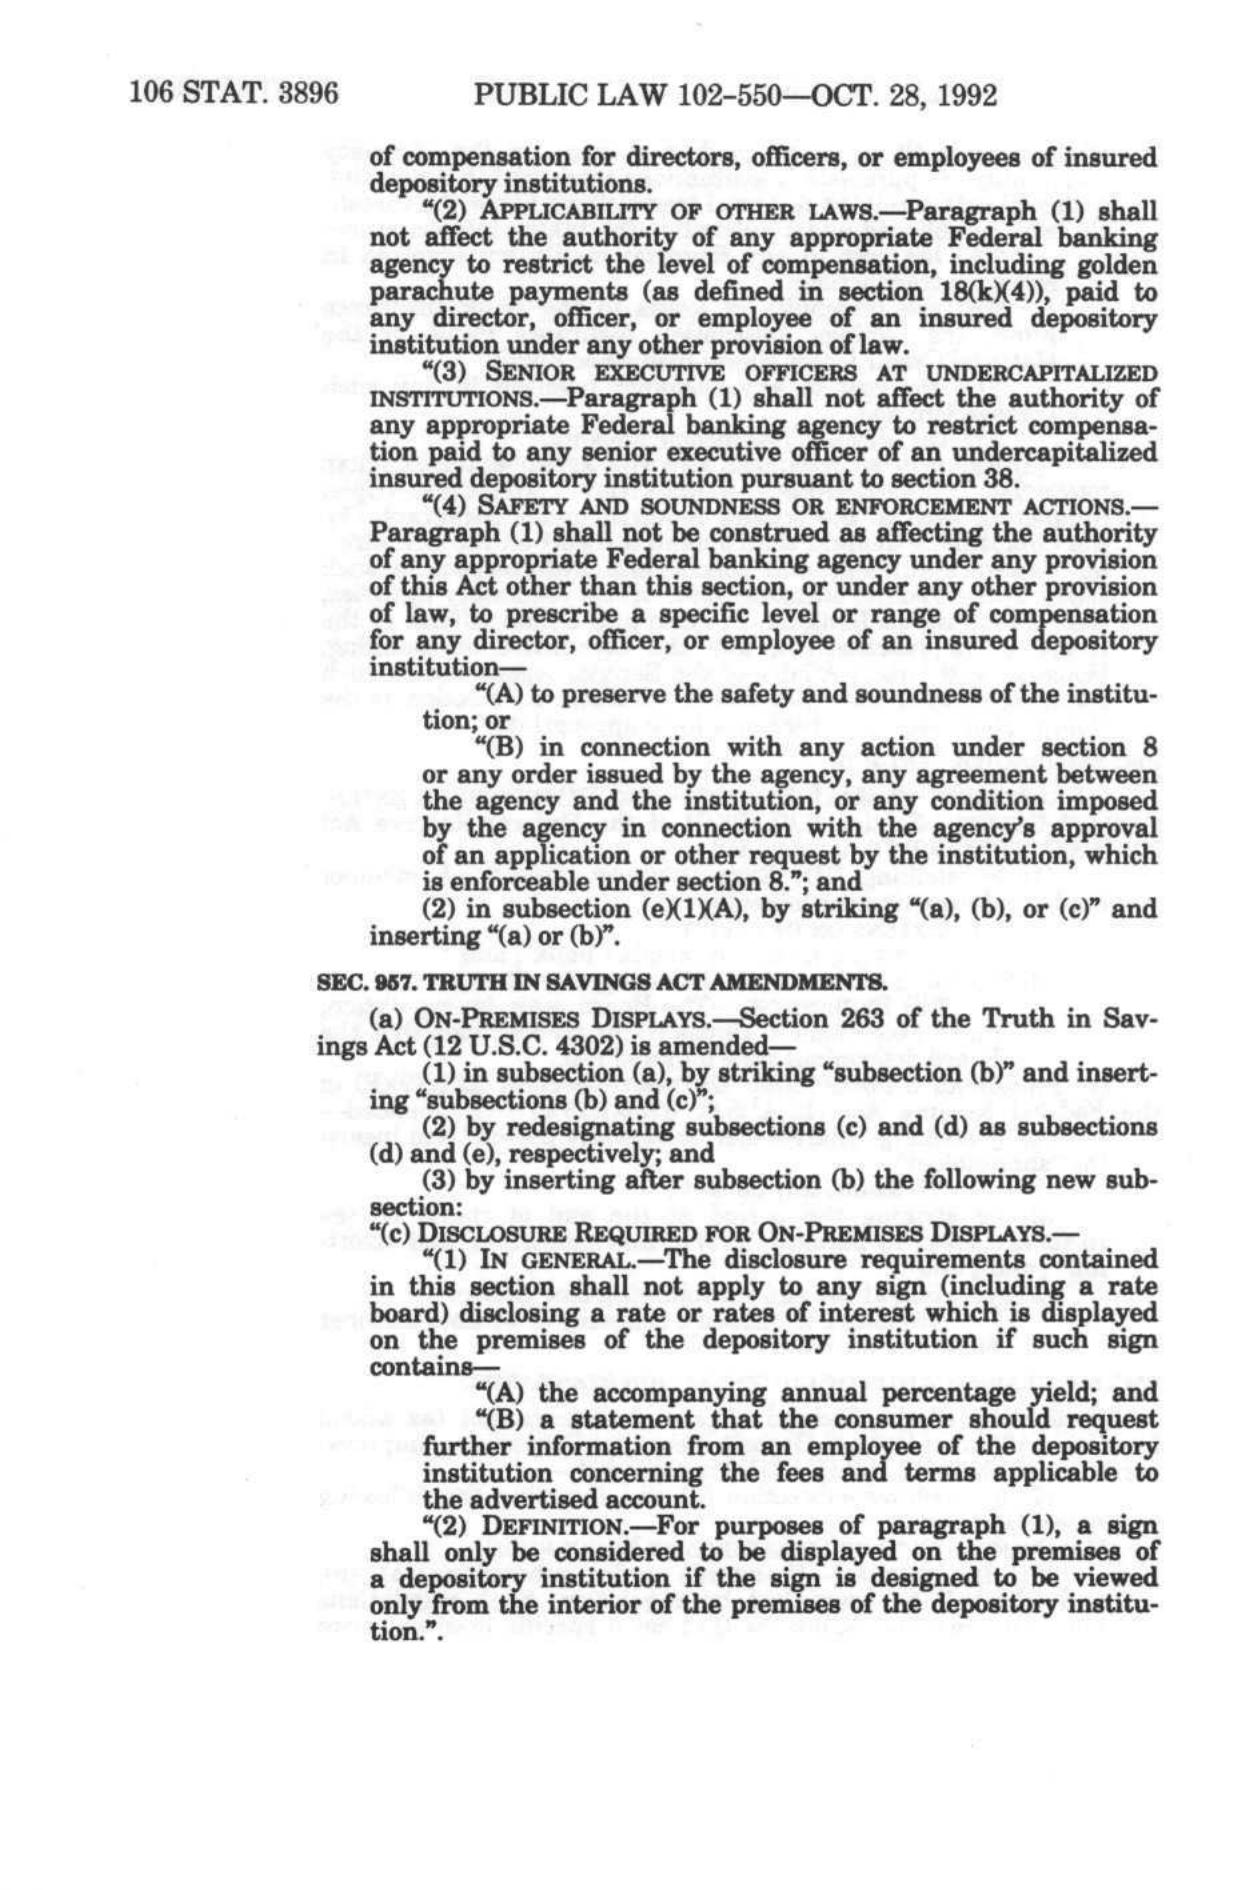 106 STAT. 3896 PUBLIC LAW 102-550—OCT. 28, 1992
of compensation for directors, officers, or employees of insured
depository institutions.
“(2) APPLICABILITY OF OTHER LAWS.—Paragraph (1) shall
not affect the authority of any appropriate Federal banking
agency to restrict the level of compensation, including golden
parachute payments (as defined in section 18(k)(4)), paid to
any director, officer, or employee of an insured depository
institution under any other provision of law.
“(3) SENIOR EXECUTIVE OFFICERS AT UNDERCAPITALIZED
INSTITUTIONS.—Paragraph (1) shall not affect the authority of
any appropriate Federal banking agency to restrict compensa-
tion paid to any senior executive officer of an undercapitalized
insured depository institution pursuant to section 38.
“(4) SAFETY AND SOUNDNESS OR ENFORCEMENT ACTIONS.—
Paragraph (1) shall not be construed as affecting the authority
of any appropriate Federal banking agency under any provision
of this Act other than this section, or under any other provision
of law, to prescribe a specific level or range of compensation
for any director, officer, or employee of an insured depository
institution—
“(A) to preserve the safety and soundness of the institu-
tion; or
“(B) in connection with any action under section 8
or any order issued by the agency, any agreement between
the agency and the institution, or any condition imposed
by the agency in connection with the agency's approval
of an application or other request by the institution, which
is enforceable under section 8.”; and
(2) in subsection (e)(1)(A), by striking “(a), (b), or (c)” and
inserting “(a) or (b)”.
SEC. 957. TRUTH IN SAVINGS ACT AMENDMENTS.
(a) ON-PREMISES DISPLAYS.—Section 263 of the Truth in Sav-
ings Act (12 U.S.C. 4302) is amended—
(1) in subsection (a), by striking “subsection (b)” and insert-
ing “subsections (b) and (c)”;
(2) by redesignating subsections (c) and (d) as subsections
(d) and (e), respectively; and
(3) by inserting after subsection (b) the following new sub-
section:
“(c) DISCLOSURE REQUIRED FOR ON-PREMISES DISPLAYS.—
“(1) IN GENERAL.—The disclosure requirements contained
in this section shall not apply to any sign (including a rate
board) disclosing a rate or rates of interest which is displayed
on the premises of the depository institution if such sign
contains—
“(A) the accompanying annual percentage yield; and
“(B) a statement that the consumer should request
further information from an employee of the depository
institution concerning the fees and terms applicable to
the advertised account.
“(2) DEFINITION.—For purposes of paragraph (1), a sign
shall only be considered to be displayed on the premises of
a depository institution if the sign is designed to be viewed
only from the interior of the premises of the depository institu-
tion.”.